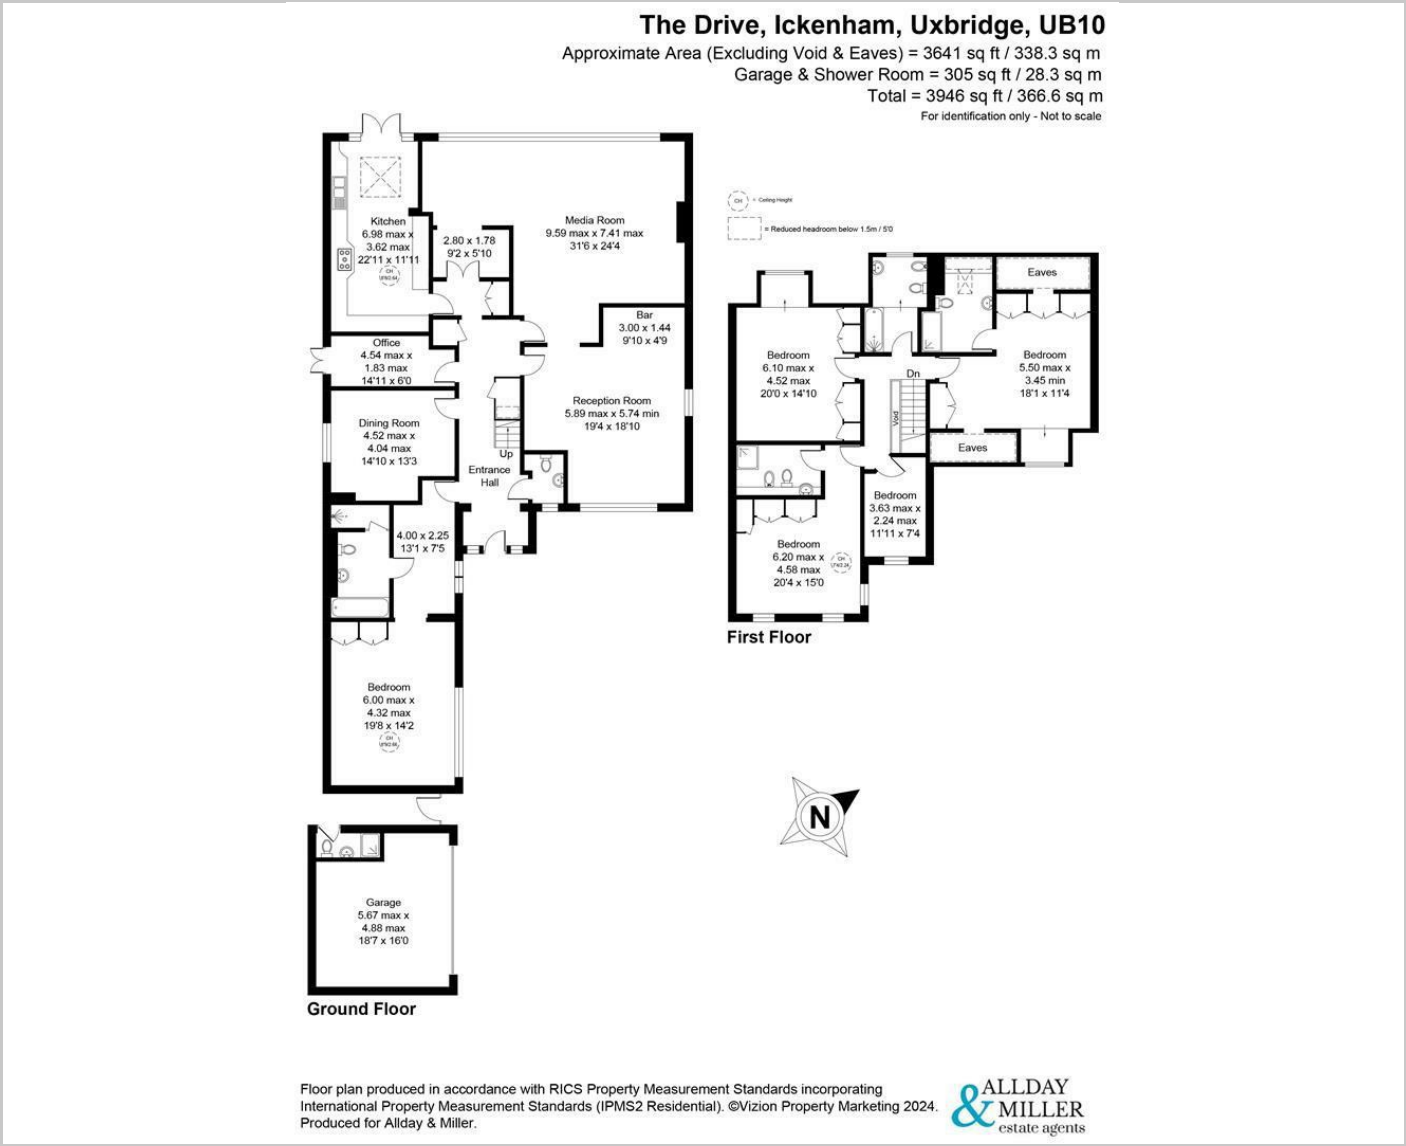 The Drive, Ickenham, Uxbridge, UB10
Approximate Area (Excluding Void & Eaves) = 3641 sq ft / 338.3 sq m
Garage & Shower Room = 305 sq ft / 28.3 sq m
Total = 3946 sq ft / 366.6 sq m
For identification only - Not to scale
CH = Ceiling Height
= Reduced headroom below 1.5m / 5'0
Kitchen
6.98 max x
3.62 max
22'11 x 11'11
CH
2.80 x 1.78
9'2 x 5'10
Media Room
9.59 max x 7.41 max
31'6 x 24'4
Bar
3.00 x 1.44
9'10 x 4'9
Office
4.54 max x
1.83 max
14'11 x 6'0
Reception Room
5.89 max x 5.74 min
19'4 x 18'10
Dining Room
4.52 max x
4.04 max
14'10 x 13'3
Up
Entrance
Hall
4.00 x 2.25
13'1 x 7'5
Bedroom
6.00 max x
4.32 max
19'8 x 14'2
CH
Garage
5.67 max x
4.88 max
18'7 x 16'0
Ground Floor
Eaves
Bedroom
6.10 max x
4.52 max
20'0 x 14'10
Dn
Void
Bedroom
5.50 max x
3.45 min
18'1 x 11'4
Eaves
Bedroom
3.63 max x
2.24 max
11'11 x 7'4
Bedroom
6.20 max x
4.58 max
20'4 x 15'0
CH
First Floor
N
Floor plan produced in accordance with RICS Property Measurement Standards incorporating
International Property Measurement Standards (IPMS2 Residential). ©Vizion Property Marketing 2024.
Produced for Allday & Miller.
ALLDAY
& MILLER
estate agents